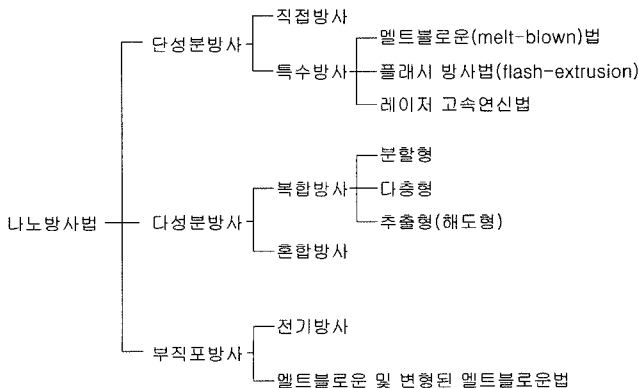 나노방사법
단성분방사
직접방사
특수방사
멜트블로운(melt-blown)법
플래시 방사법(flash-extrusion)
레이저 고속연신법
다성분방사
복합방사
분할형
다층형
추출형(해도형)
혼합방사
부직포방사
전기방사
멜트블로운 및 변형된 멜트블로운법